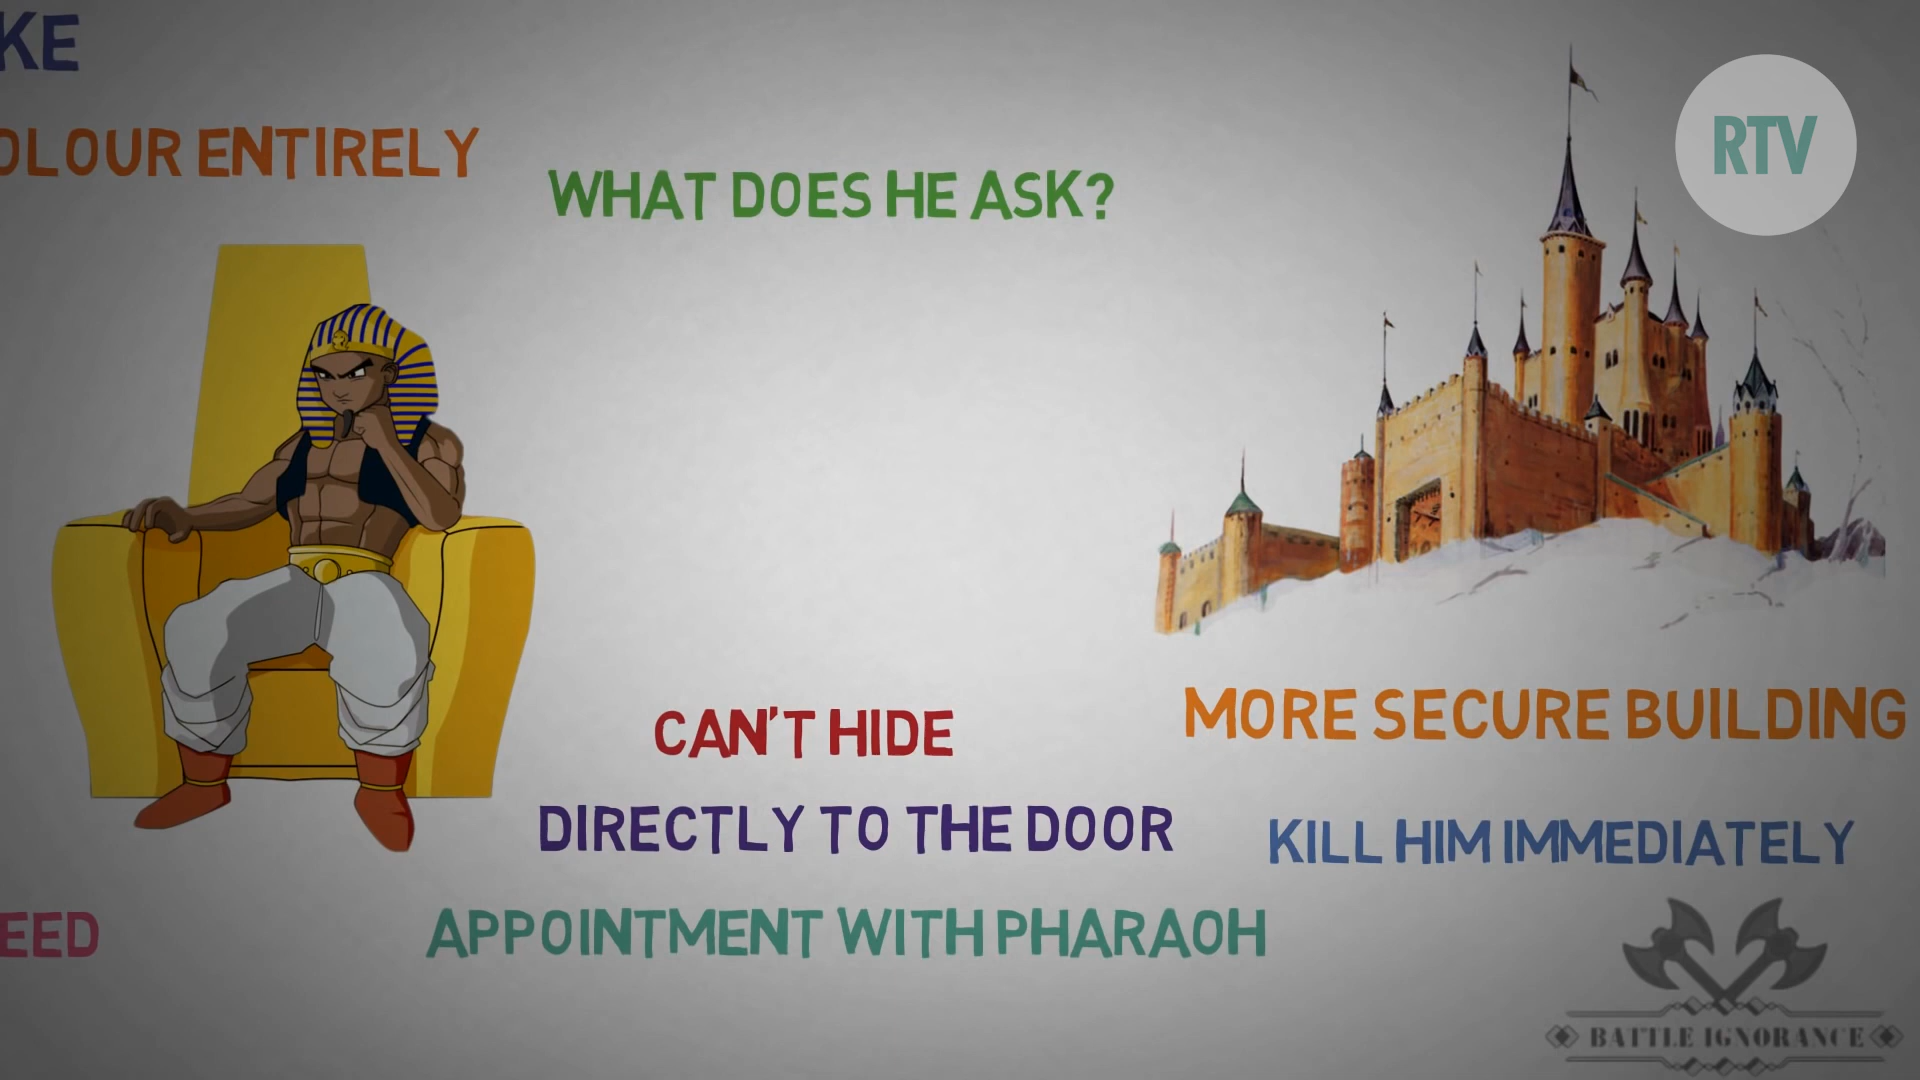 KE
OLOUR ENTIRELY
WHAT DOES HE ASK?
RTV
CAN'T HIDE
MORE SECURE BUILDING
DIRECTLY TO THE DOOR
KILL HIM IMMEDIATELY
EED
APPOINTMENT WITH PHARAOH
BATTLE IGNORANCE